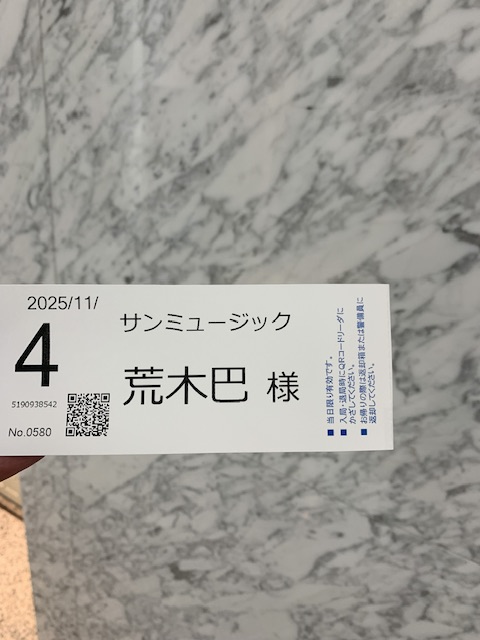 2025/11/
4
5190938542
No.0580
サンミュージック
荒木巴 様
■ 当日限り有効です。
■ 入局・退局時にQRコードリーダに
かざしてください。
■ お帰りの際は返却箱または警備員に
返却してください。